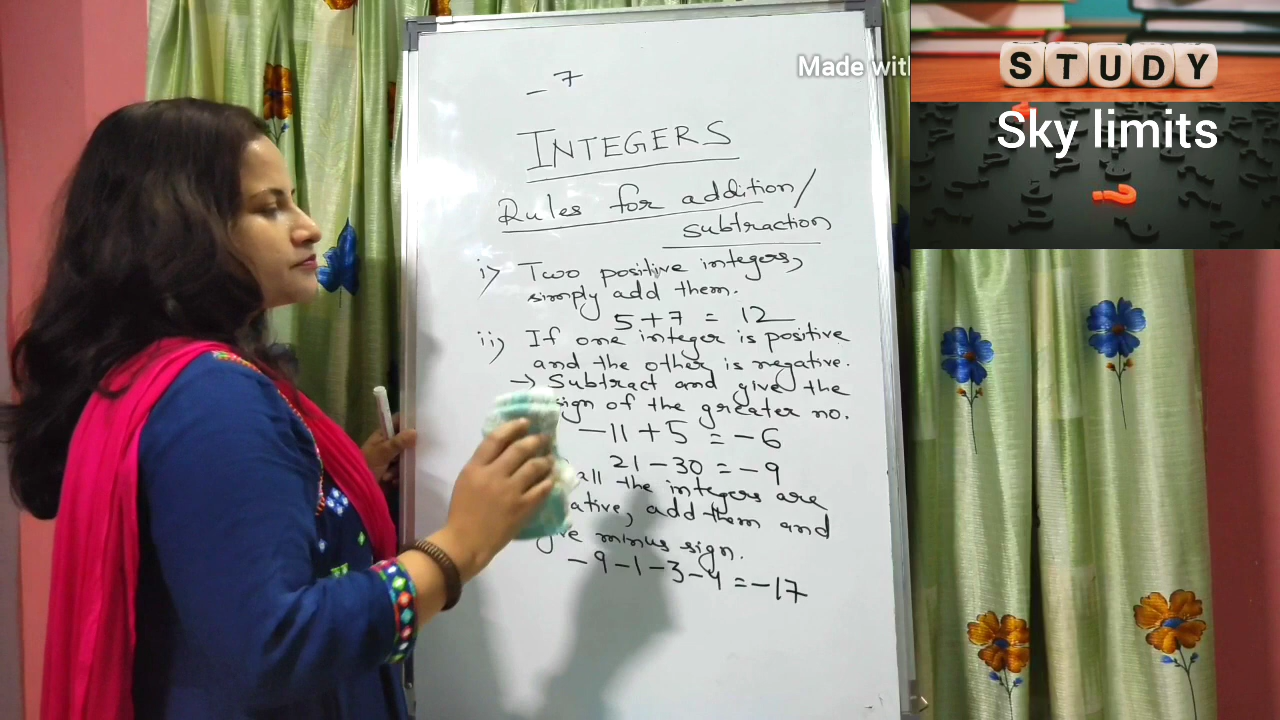 - 7
INTEGERS
Rules for addition/
subtraction
i) Two positive integers,
simply add them.
5 + 7 = 12
ii) If one integer is positive
and the other is negative.
→ Subtract and give the
sign of the greater no.
-11 + 5 = -6
21 - 30 = -9
all the integers are
ative, add them and
give minus sign.
-9-1-3-4 = -17
Made with
STUDY
Sky limits